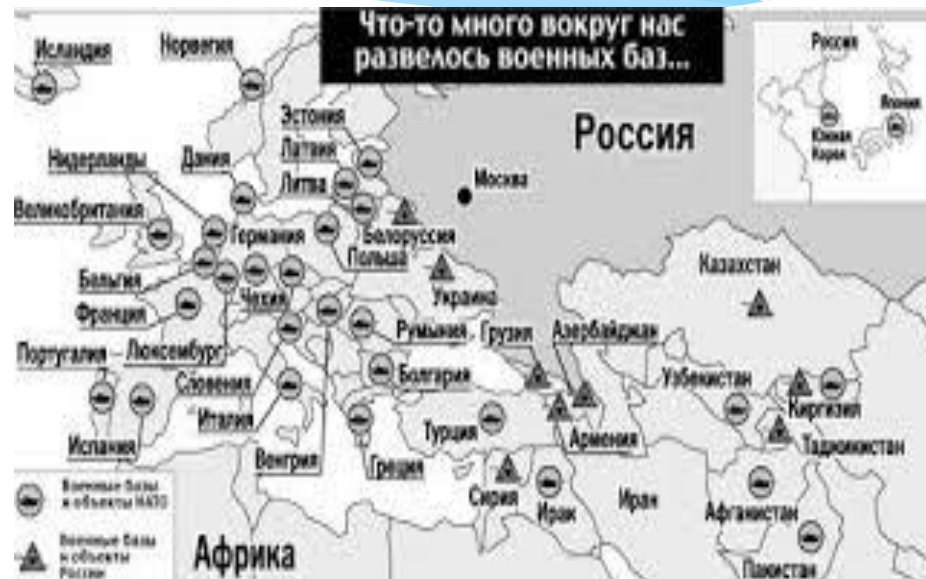 Что-то много вокруг нас
развелось военных баз...
Исландия
Норвегия
Эстония
Латвия
Литва
Нидерланды
Дания
Великобритания
Германия
Белоруссия
Польша
Бельгия
Чехия
Украина
Франция
Румыния
Грузия
Азербайджан
Португалия
Люксембург
Словения
Болгария
Италия
Испания
Венгрия
Греция
Турция
Армения
Сирия
Ирак
Иран
Россия
Москва
Казахстан
Узбекистан
Киргизия
Таджикистан
Афганистан
Пакистан
Африка
Россия
Япония
Южная
Корея
Военные базы
и объекты НАТО
Военные базы
и объекты
России